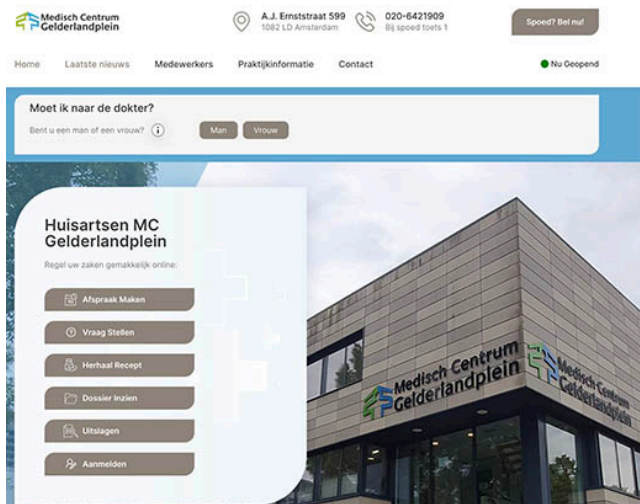 Medisch Centrum
Gelderlandplein
A.J. Ernststraat 599
1082 LD Amsterdam
020-6421909
Bij spoed toets 1
Spoed? Bel nu!
Home
Laatste nieuws
Medewerkers
Praktijkinformatie
Contact
Nu Geopend
Moet ik naar de dokter?
Bent u een man of een vrouw?
Man
Vrouw
Huisartsen MC
Gelderlandplein
Regel uw zaken gemakkelijk online:
Afspraak Maken
Vraag Stellen
Herhaal Recept
Dossier Inzien
Uitslagen
Aanmelden
Medisch Centrum
Gelderlandplein
Medisch Centrum
Gelderlandplein